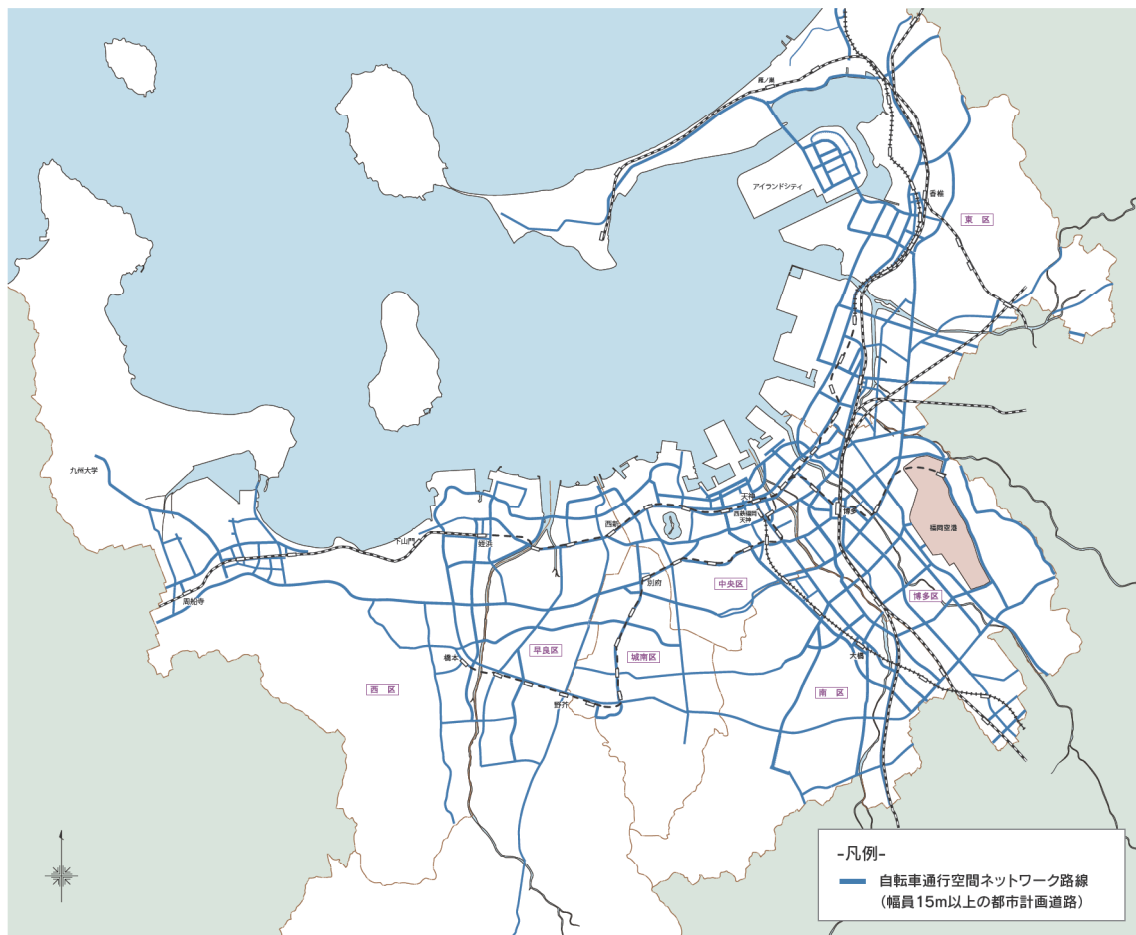 雁ノ巣
アイランドシティ
香椎
東 区
九州大学
天神
西鉄福岡
天神
博多
西新
福岡空港
下山門
姪浜
別府
中央区
博多区
周船寺
早良区
城南区
大橋
橋本
西 区
南 区
野芥
-凡例-
自転車通行空間ネットワーク路線
(幅員15m以上の都市計画道路)